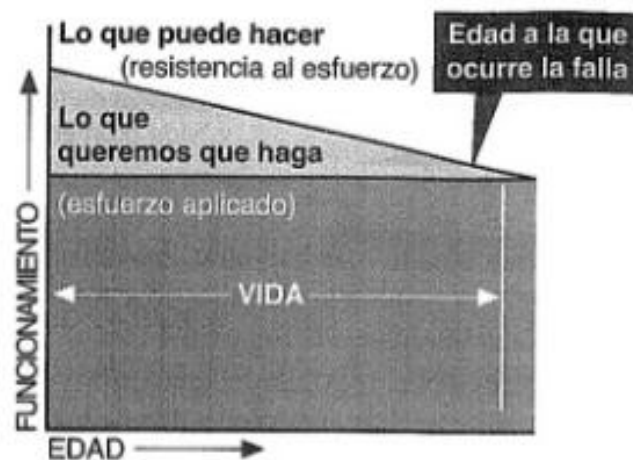 Lo que puede hacer
(resistencia al esfuerzo)
Edad a la que
ocurre la falla
Lo que
queremos que haga
(esfuerzo aplicado)
VIDA
FUNCIONAMIENTO
EDAD